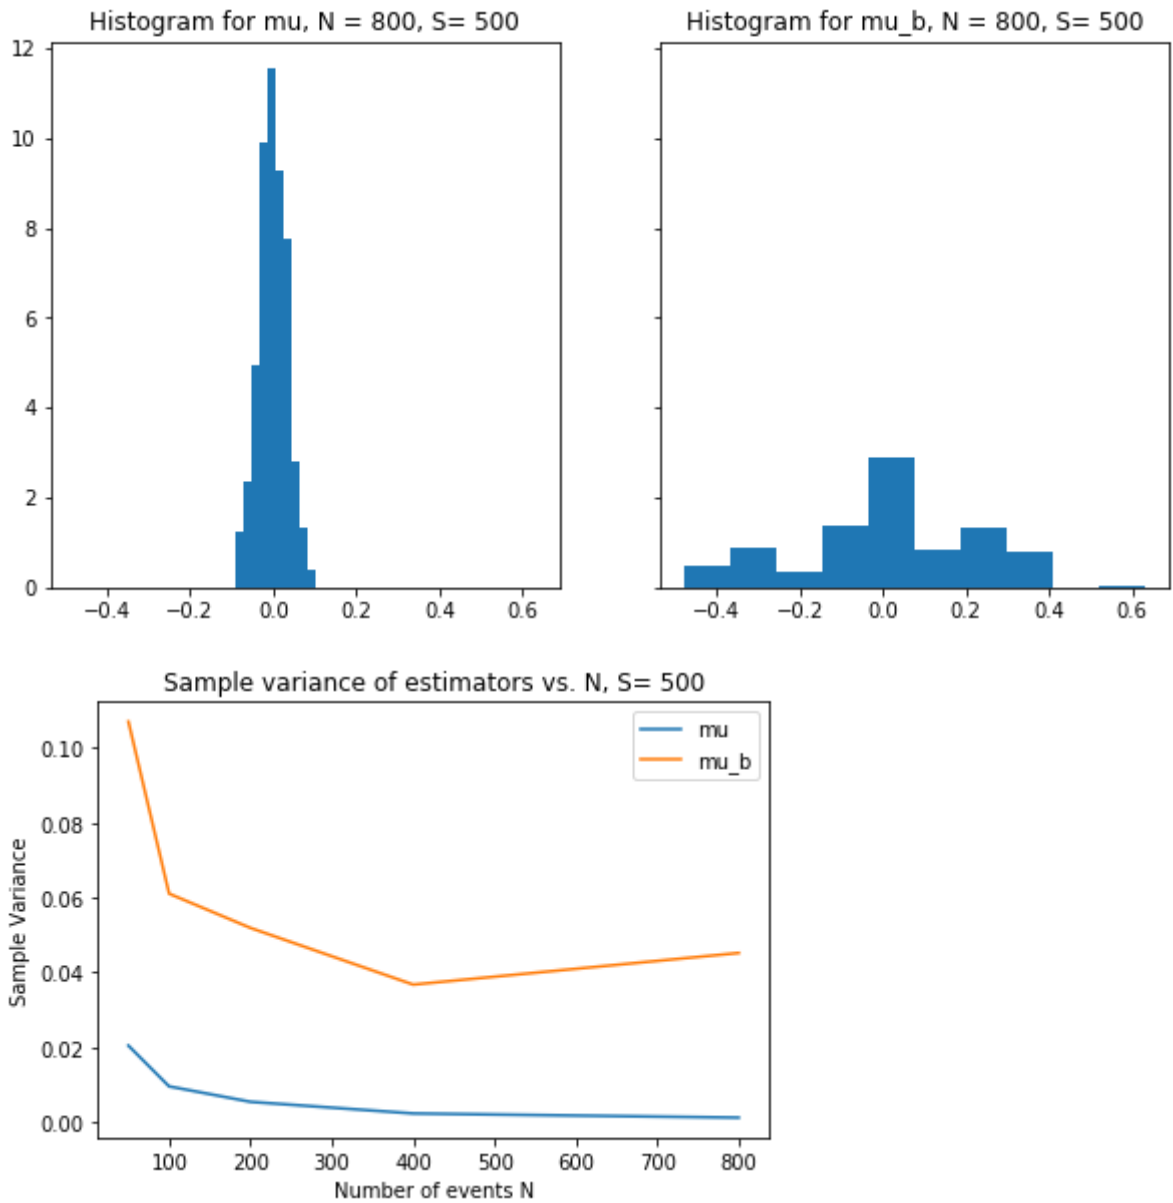 Histogram for mu, N = 800, S= 500
Histogram for mu_b, N = 800, S= 500
12
10
8
6
4
2
0
−0.4 −0.2 0.0 0.2 0.4 0.6
−0.4 −0.2 0.0 0.2 0.4 0.6
Sample variance of estimators vs. N, S= 500
mu
mu_b
0.10
0.08
0.06
0.04
0.02
0.00
Sample Variance
100 200 300 400 500 600 700 800
Number of events N